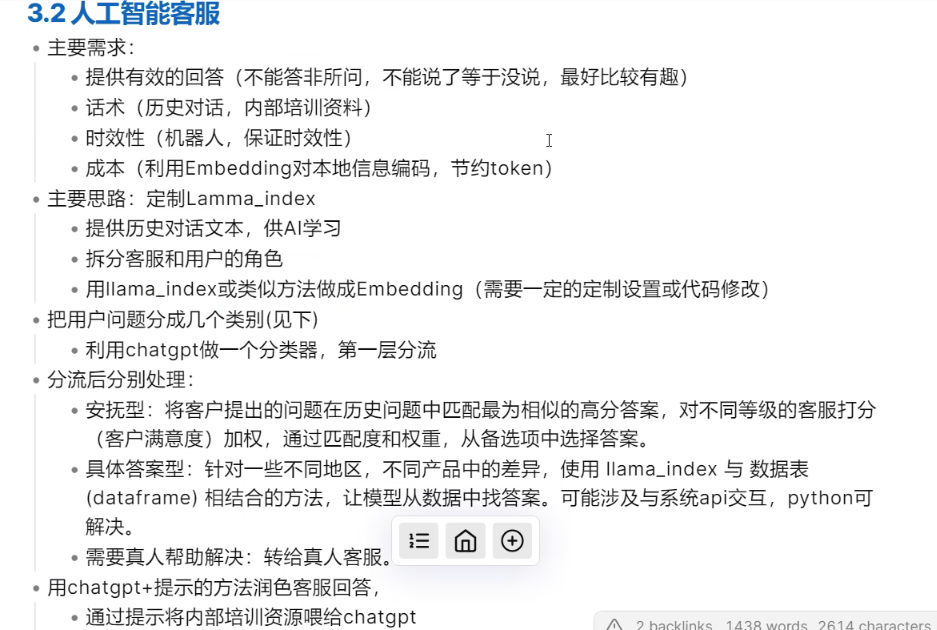 3.2 人工智能客服
主要需求：
提供有效的回答（不能答非所问，不能说了等于没说，最好比较有趣）
话术（历史对话，内部培训资料）
时效性（机器人，保证时效性）
成本（利用Embedding对本地信息编码，节约token）
主要思路：定制Lamma_index
提供历史对话文本，供AI学习
拆分客服和用户的角色
用llama_index或类似方法做成Embedding（需要一定的定制设置或代码修改）
把用户问题分成几个类别(见下)
利用chatgpt做一个分类器，第一层分流
分流后分别处理：
安抚型：将客户提出的问题在历史问题中匹配最为相似的高分答案，对不同等级的客服打分
（客户满意度）加权，通过匹配度和权重，从备选项中选择答案。
具体答案型：针对一些不同地区，不同产品中的差异，使用 llama_index 与 数据表
(dataframe) 相结合的方法，让模型从数据中找答案。可能涉及与系统api交互，python可
解决。
需要真人帮助解决：转给真人客服。
用chatgpt+提示的方法润色客服回答，
通过提示将内部培训资源喂给chatgpt
2 backlinks 1438 words 2614 characters